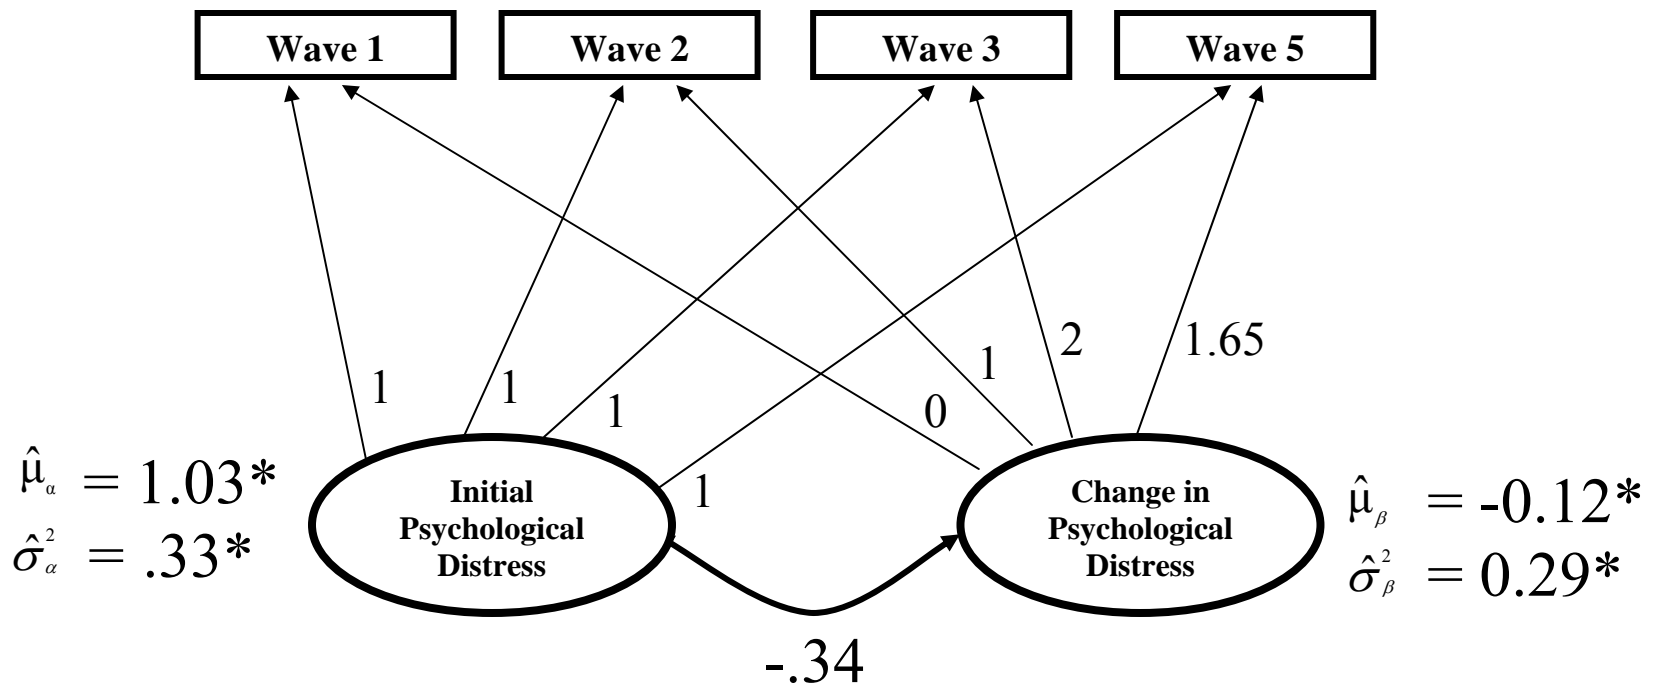 Wave 1
Wave 2
Wave 3
Wave 5
1
1
1
1
0
1
2
1.65
μ̂α = 1.03*
σ̂²α = .33*
Initial
Psychological
Distress
Change in
Psychological
Distress
μ̂β = -0.12*
σ̂²β = 0.29*
-.34